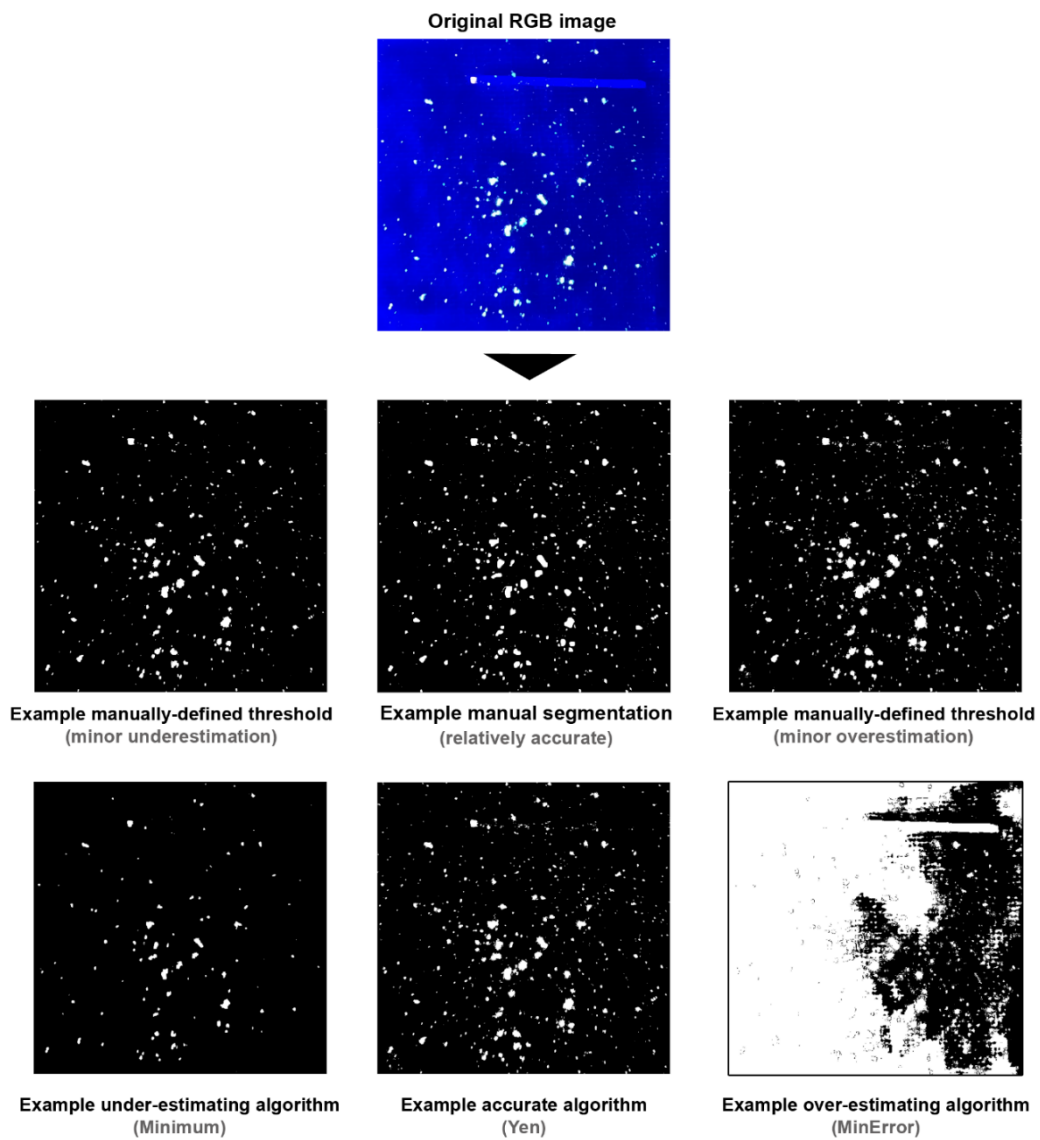 Original RGB image
Example manually-defined threshold
(minor underestimation)
Example manual segmentation
(relatively accurate)
Example manually-defined threshold
(minor overestimation)
Example under-estimating algorithm
(Minimum)
Example accurate algorithm
(Yen)
Example over-estimating algorithm
(MinError)